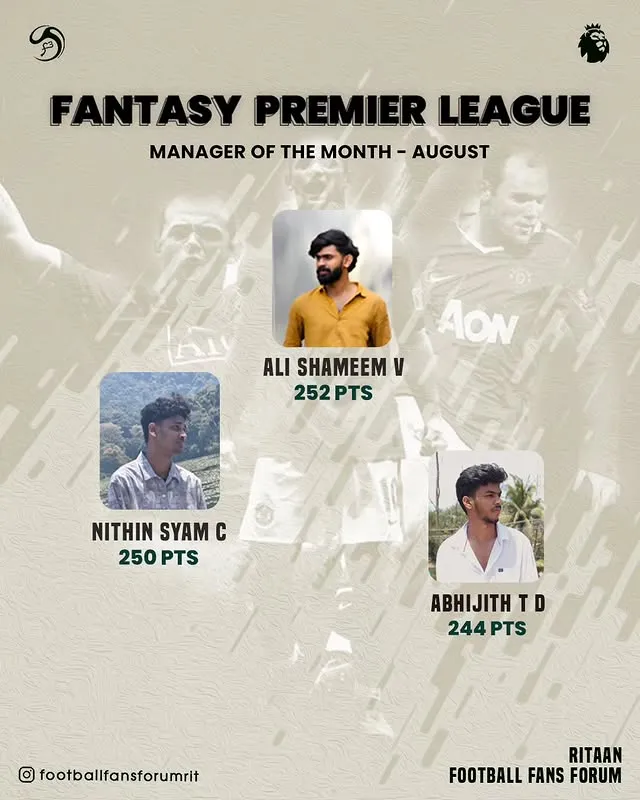 FANTASY PREMIER LEAGUE
MANAGER OF THE MONTH - AUGUST
AON
ALI SHAMEEM V
252 PTS
NITHIN SYAM C
250 PTS
ABHIJITH T D
244 PTS
footballfansforumrit
RITAAN
FOOTBALL FANS FORUM